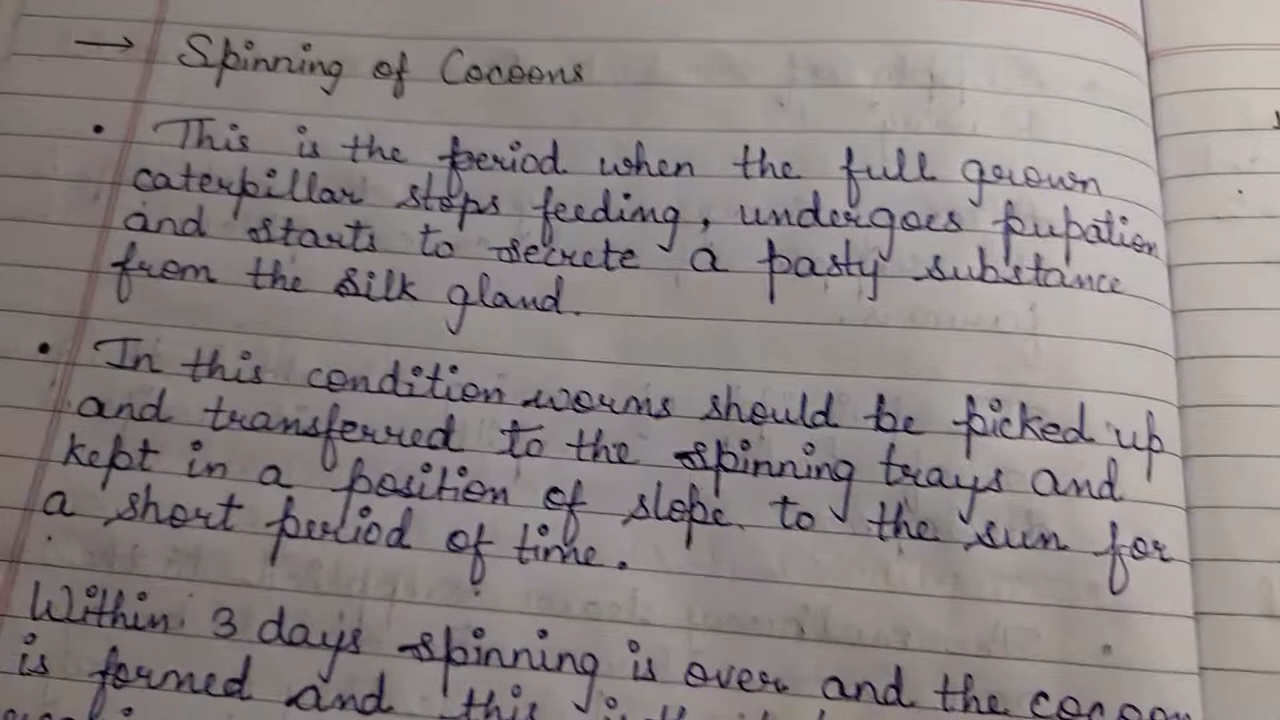 → Spinning of Cocoons
• This is the period when the full grown
caterpillar stops feeding, undergoes pupation
and starts to secrete a pasty substance
from the silk gland.
• In this condition worms should be picked up
and transferred to the spinning trays and
kept in a position of slope to the sun for
a short period of time.
Within 3 days spinning is over and the cocoon
is formed and this